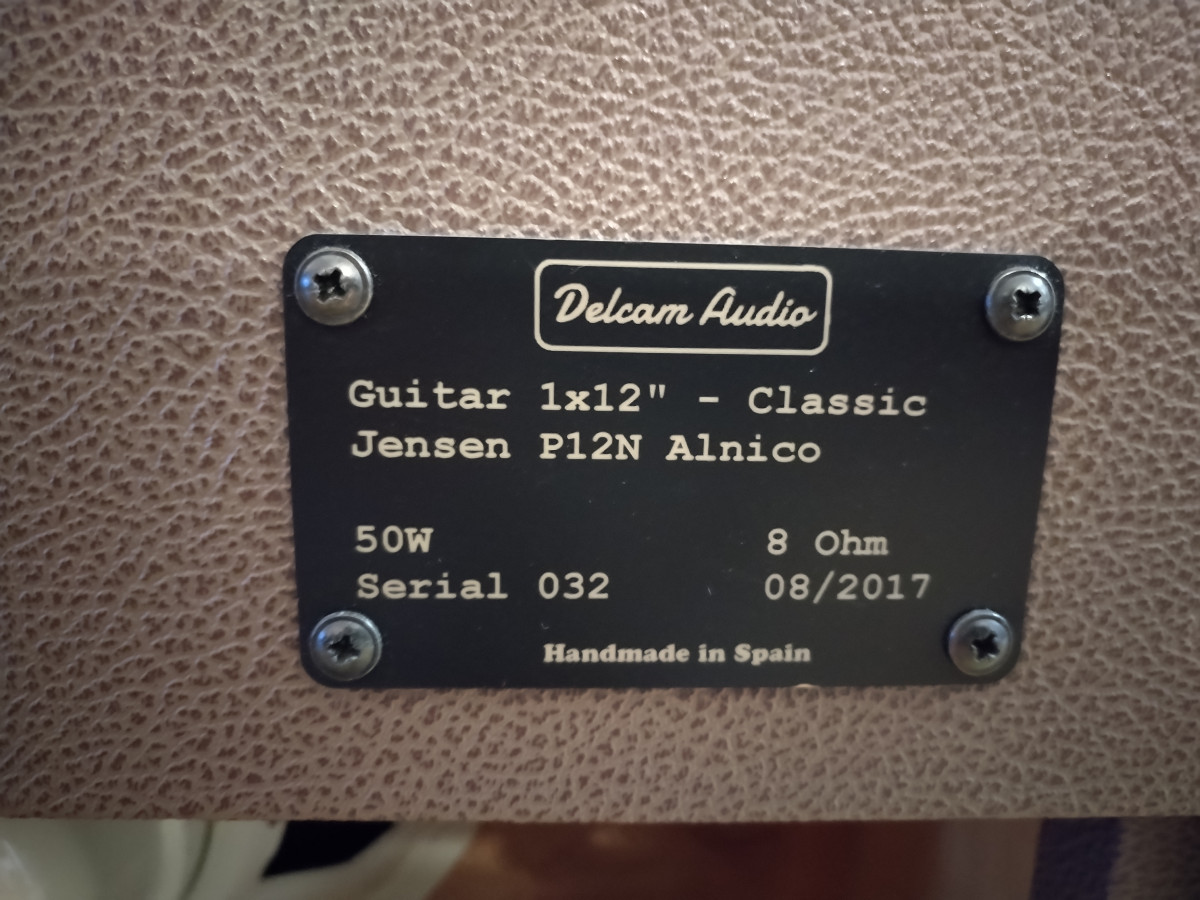 Delcam Audio
Guitar 1x12" - Classic
Jensen P12N Alnico
50W 8 Ohm
Serial 032 08/2017
Handmade in Spain